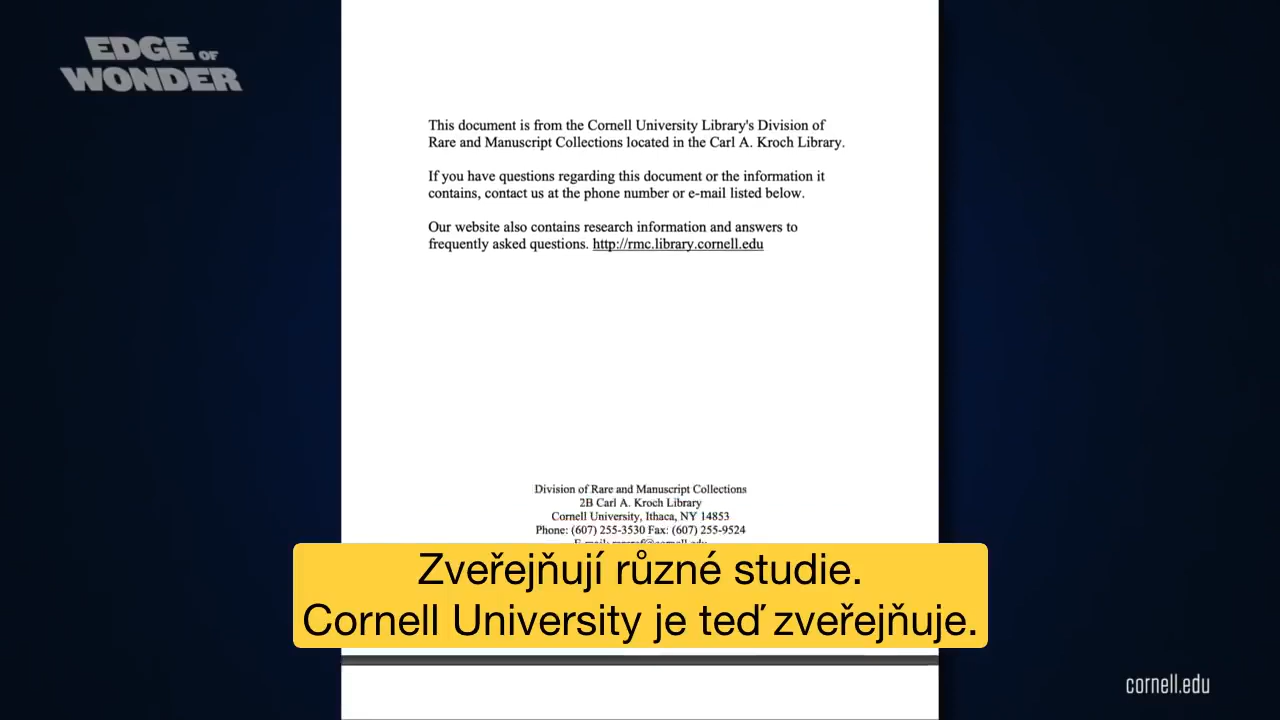 EDGE OF
WONDER
This document is from the Cornell University Library's Division of
Rare and Manuscript Collections located in the Carl A. Kroch Library.
If you have questions regarding this document or the information it
contains, contact us at the phone number or e-mail listed below.
Our website also contains research information and answers to
frequently asked questions. http://rmc.library.cornell.edu
Division of Rare and Manuscript Collections
2B Carl A. Kroch Library
Cornell University, Ithaca, NY 14853
Phone: (607) 255-3530 Fax: (607) 255-9524
Zveřejňují různé studie.
Cornell University je teď zveřejňuje.
cornell.edu